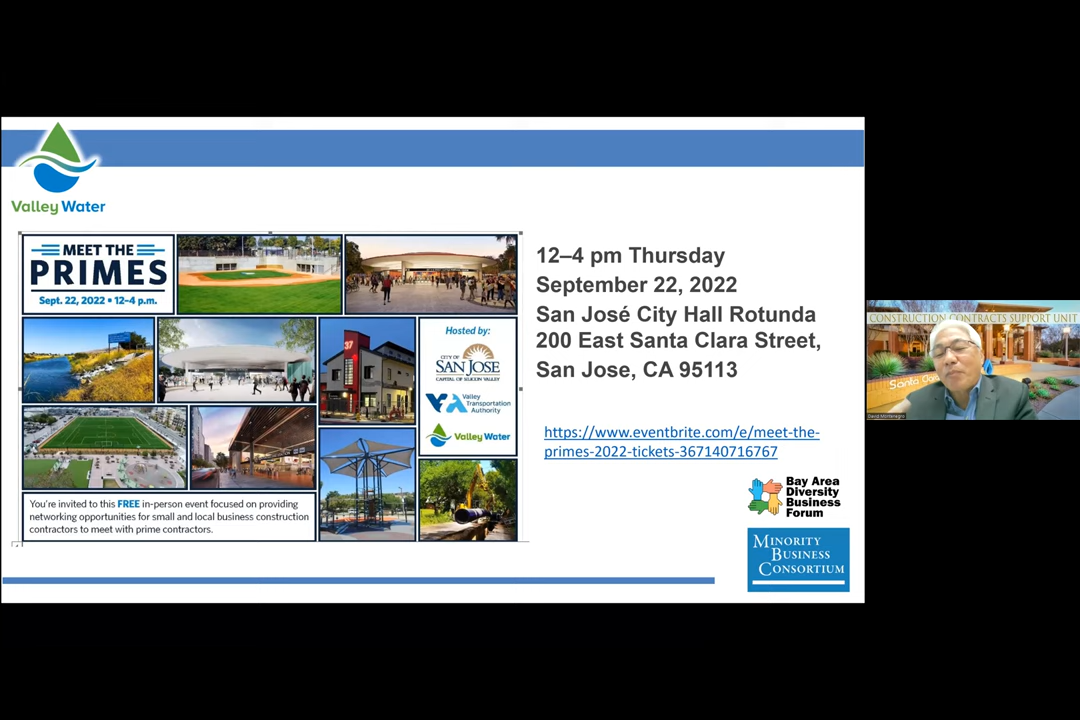 Valley Water
MEET THE
PRIMES
Sept. 22, 2022 • 12–4 p.m.
37
Hosted by:
CITY OF
SAN JOSE
CAPITAL OF SILICON VALLEY
VTA
Valley
Transportation
Authority
Valley Water
You're invited to this FREE in-person event focused on providing
networking opportunities for small and local business construction
contractors to meet with prime contractors.
12–4 pm Thursday
September 22, 2022
San José City Hall Rotunda
200 East Santa Clara Street,
San Jose, CA 95113
https://www.eventbrite.com/e/meet-the-
primes-2022-tickets-367140716767
Bay Area
Diversity
Business
Forum
MINORITY
BUSINESS
CONSORTIUM
CONSTRUCTION CONTRACTS SUPPORT UNIT
Santa
David Montenegro